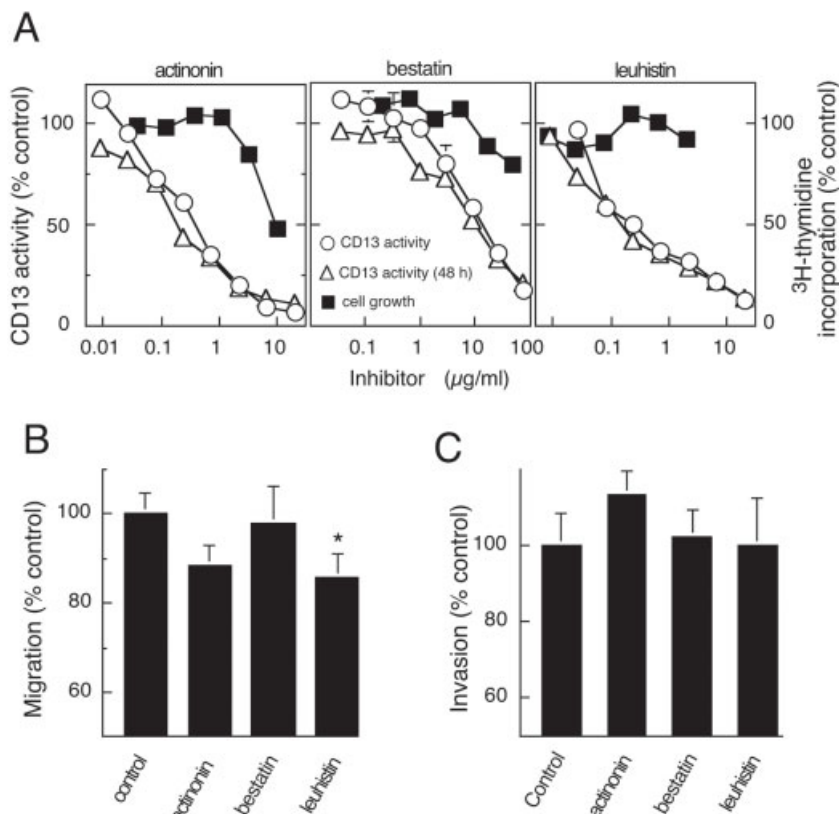 A
actinonin bestatin leuhistin
CD13 activity (% control)
100
50
0
CD13 activity
CD13 activity (48 h)
cell growth
100
50
0
³H-thymidine
incorporation (% control)
0.01 0.1 1 10
0.1 1 10 100
0.1 1 10
Inhibitor (µg/ml)
B
Migration (% control)
100
80
60
*
control actinonin bestatin leuhistin
C
Invasion (% control)
100
80
60
Control actinonin bestatin leuhistin